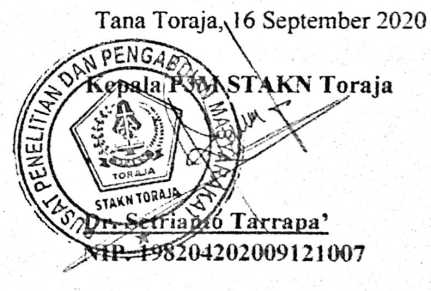 Tana Toraja, 16 September 2020
Kepala P3M STAKN Toraja
PUSAT PENELITIAN DAN PENGABDIAN MASYARAKAT
TORAJA
STAKN TORAJA
Dr. Setrianto Tarrapa'
NIP. 198204202009121007